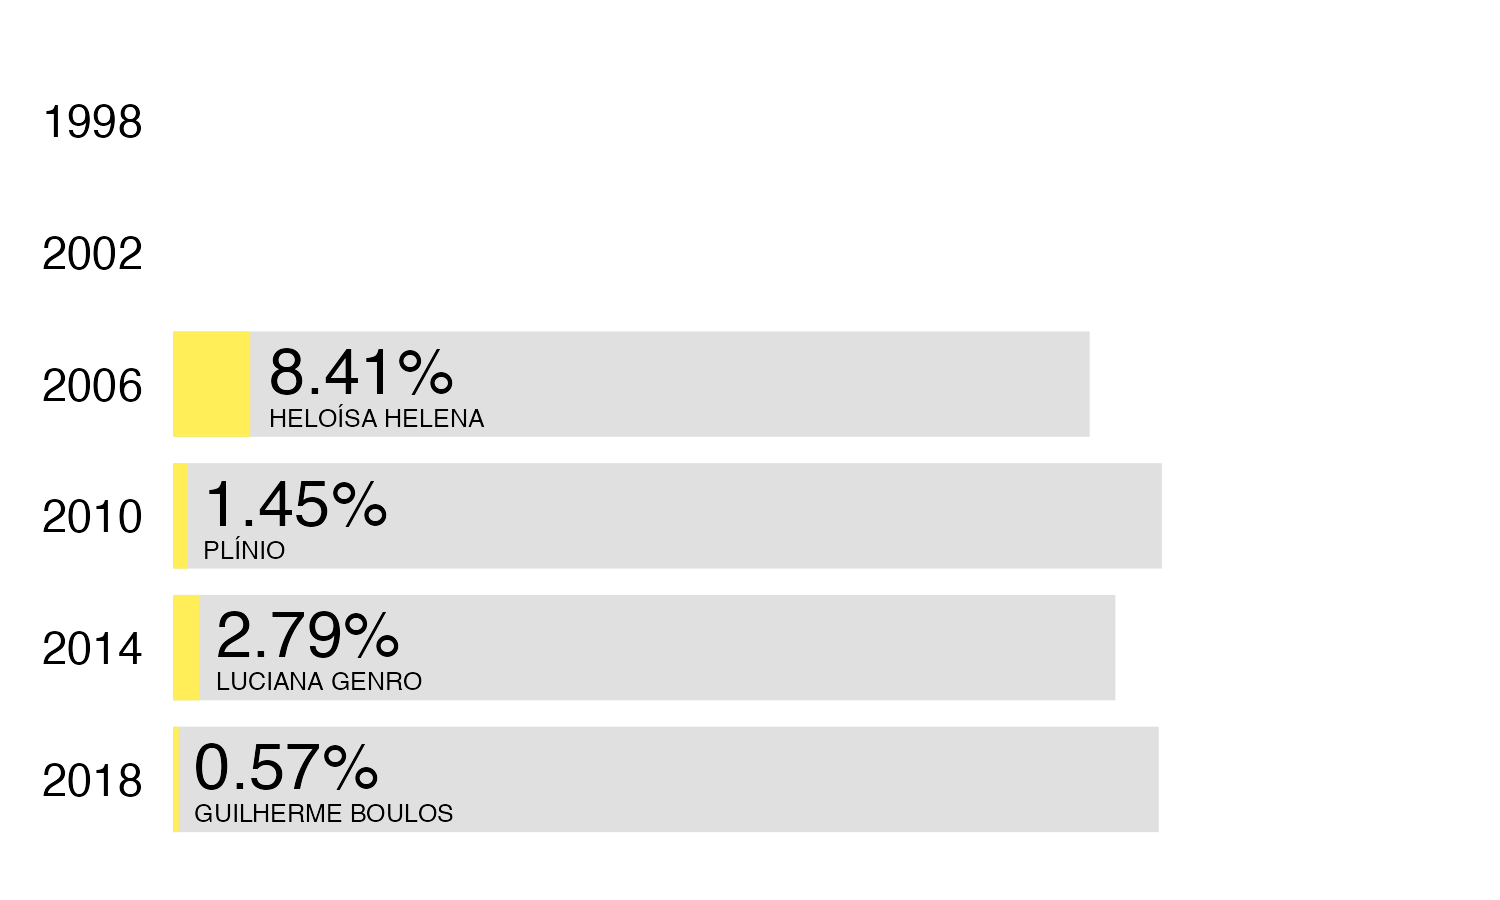 1998
2002
2006
8.41%
HELOÍSA HELENA
2010
1.45%
PLÍNIO
2014
2.79%
LUCIANA GENRO
2018
0.57%
GUILHERME BOULOS